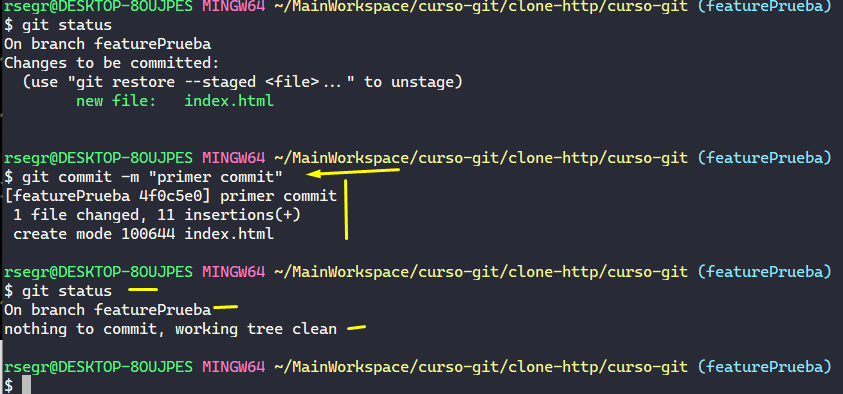 rsegr@DESKTOP-8OUJPES MINGW64 ~/MainWorkspace/curso-git/clone-http/curso-git (featurePrueba)
$ git status
On branch featurePrueba
Changes to be committed:
  (use "git restore --staged <file>..." to unstage)
        new file:   index.html
rsegr@DESKTOP-8OUJPES MINGW64 ~/MainWorkspace/curso-git/clone-http/curso-git (featurePrueba)
$ git commit -m "primer commit"
[featurePrueba 4f0c5e0] primer commit
 1 file changed, 11 insertions(+)
 create mode 100644 index.html
rsegr@DESKTOP-8OUJPES MINGW64 ~/MainWorkspace/curso-git/clone-http/curso-git (featurePrueba)
$ git status
On branch featurePrueba
nothing to commit, working tree clean
rsegr@DESKTOP-8OUJPES MINGW64 ~/MainWorkspace/curso-git/clone-http/curso-git (featurePrueba)
$